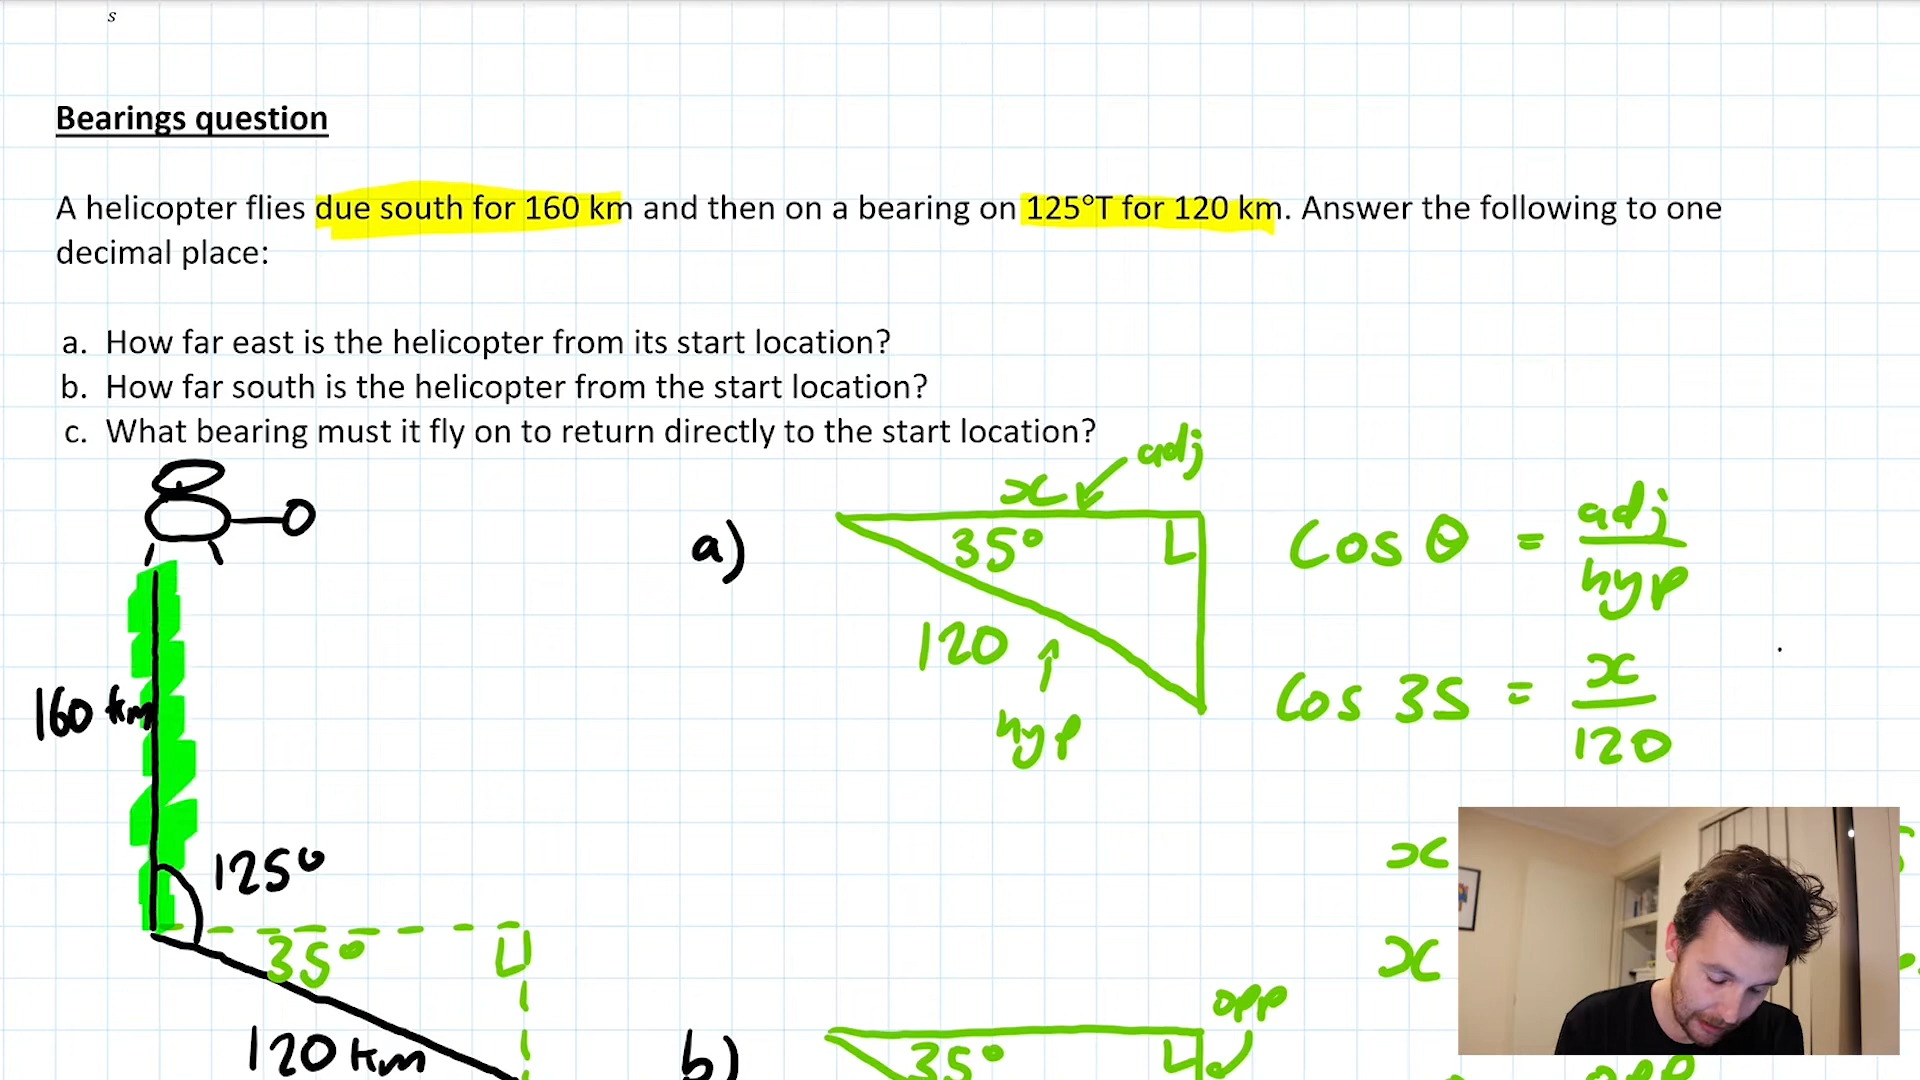 s
Bearings question
A helicopter flies due south for 160 km and then on a bearing on 125°T for 120 km. Answer the following to one
decimal place:
a. How far east is the helicopter from its start location?
b. How far south is the helicopter from the start location?
c. What bearing must it fly on to return directly to the start location?
160 km
125°
35°
120 km
a)
x
adj
35°
120
hyp
Cos θ = adj/hyp
Cos 35 = x/120
x
x
b)
35°
opp
opp